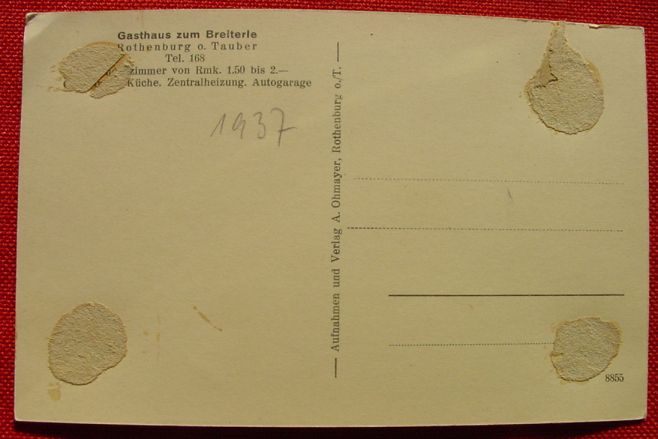 Gasthaus zum Breiterle
Rothenburg o. Tauber
Tel. 168
zimmer von Rmk. 1.50 bis 2.—
Küche. Zentralheizung. Autogarage
1937
Aufnahmen und Verlag A. Ohmayer, Rothenburg o./T.
8855